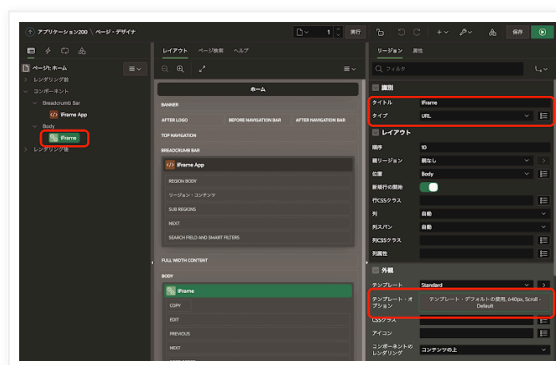 アプリケーション200 \ ページ・デザイナ
1
実行
保存
ページ1: ホーム
レンダリング前
コンポーネント
Breadcrumb Bar
iFrame App
Body
iFrame
レンダリング後
レイアウト ページ検索 ヘルプ
ホーム
BANNER
AFTER LOGO
BEFORE NAVIGATION BAR
AFTER NAVIGATION BAR
TOP NAVIGATION
BREADCRUMB BAR
iFrame App
REGION BODY
リージョン・コンテンツ
SUB REGIONS
NEXT
SEARCH FIELD AND SMART FILTERS
FULL WIDTH CONTENT
BODY
iFrame
COPY
EDIT
PREVIOUS
NEXT
リージョン 属性
フィルタ
識別
タイトル iFrame
タイプ URL
レイアウト
順序 10
親リージョン 親なし
位置 Body
新規行の開始
行CSSクラス
列 自動
列スパン 自動
列CSSクラス
列属性
外観
テンプレート Standard
テンプレート・オプション テンプレート・デフォルトの使用, 640px, Scroll - Default
CSSクラス
アイコン
コンポーネントのレンダリング コンテンツの上